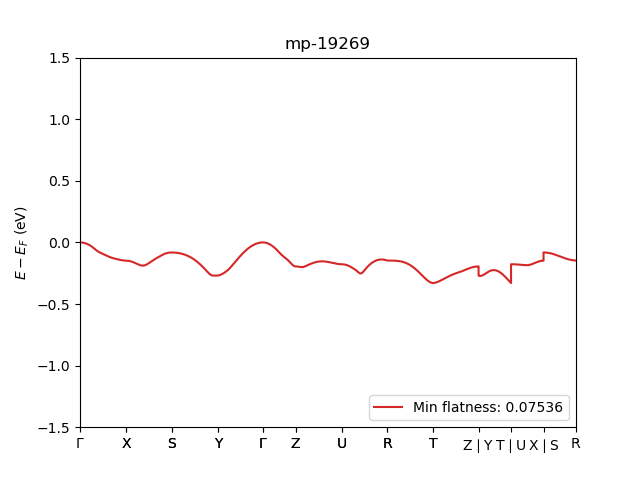 mp-19269
E − E_F (eV)
1.5
1.0
0.5
0.0
−0.5
−1.0
−1.5
Min flatness: 0.07536
Γ X S Y Γ Z U R T Z | Y T | U X | S R